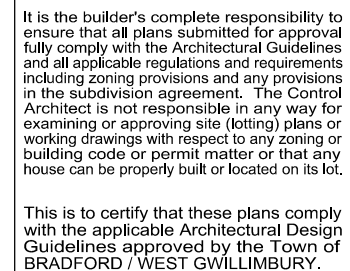 It is the builder's complete responsibility to
ensure that all plans submitted for approval
fully comply with the Architectural Guidelines
and all applicable regulations and requirements
including zoning provisions and any provisions
in the subdivision agreement. The Control
Architect is not responsible in any way for
examining or approving site (lotting) plans or
working drawings with respect to any zoning or
building code or permit matter or that any
house can be properly built or located on its lot.
This is to certify that these plans comply
with the applicable Architectural Design
Guidelines approved by the Town of
BRADFORD / WEST GWILLIMBURY.